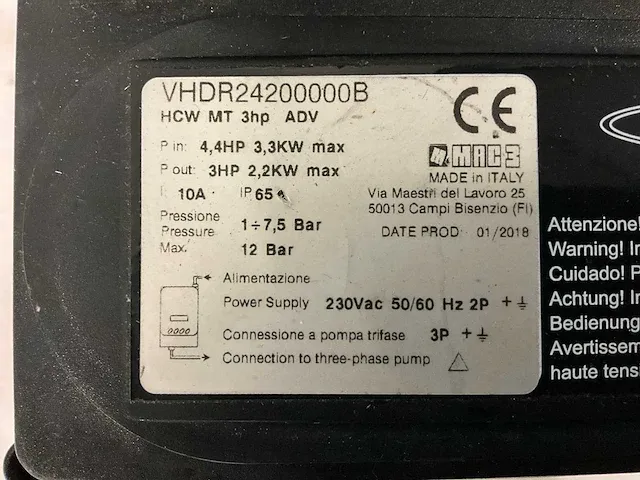 VHDR24200000B
HCW MT 3hp ADV
P in: 4,4HP 3,3KW max
P out: 3HP 2,2KW max
I: 10A IP 65
Pressione
Pressure 1÷7,5 Bar
Max. 12 Bar
CE
MAC3
MADE in ITALY
Via Maestri del Lavoro 25
50013 Campi Bisenzio (FI)
DATE PROD: 01/2018
Alimentazione
Power Supply 230Vac 50/60 Hz 2P + ⏚
Connessione a pompa trifase 3P + ⏚
Connection to three-phase pump △
Attenzione!
Warning! In
Cuidado! P
Achtung! In
Bedienung
Avertissem
haute tensi